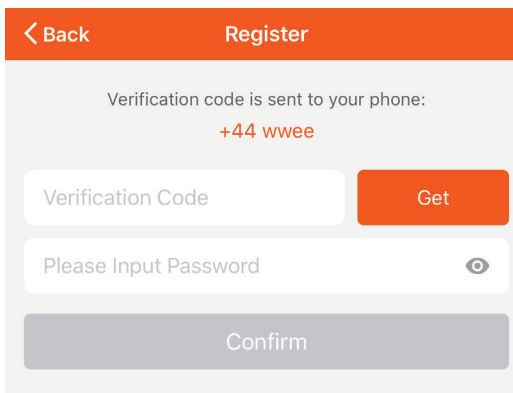 Back
Register
Verification code is sent to your phone:
+44 wwee
Verification Code
Get
Please Input Password
Confirm